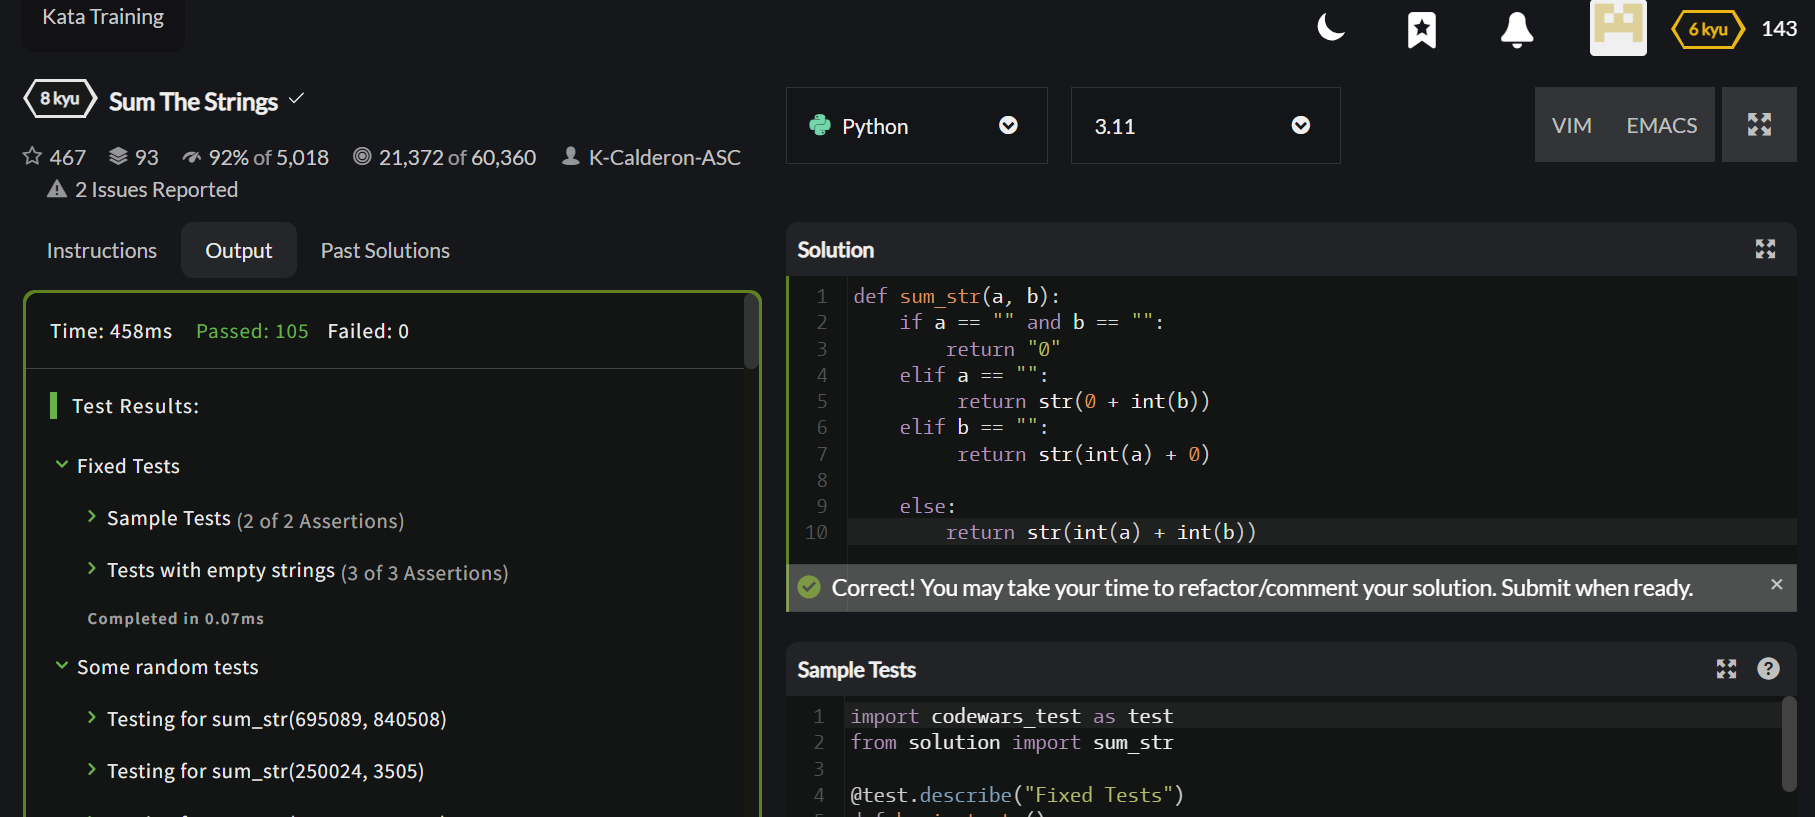 Kata Training
6 kyu 143
8 kyu Sum The Strings
467 93 92% of 5,018 21,372 of 60,360 K-Calderon-ASC
2 Issues Reported
Python 3.11 VIM EMACS
Instructions Output Past Solutions
Time: 458ms Passed: 105 Failed: 0
Test Results:
Fixed Tests
Sample Tests (2 of 2 Assertions)
Tests with empty strings (3 of 3 Assertions)
Completed in 0.07ms
Some random tests
Testing for sum_str(695089, 840508)
Testing for sum_str(250024, 3505)
Solution
1 def sum_str(a, b):
2     if a == "" and b == "":
3         return "0"
4     elif a == "":
5          return str(0 + int(b))
6     elif b == "":
7          return str(int(a) + 0)
8
9     else:
10         return str(int(a) + int(b))
Correct! You may take your time to refactor/comment your solution. Submit when ready.
Sample Tests
1 import codewars_test as test
2 from solution import sum_str
3
4 @test.describe("Fixed Tests")